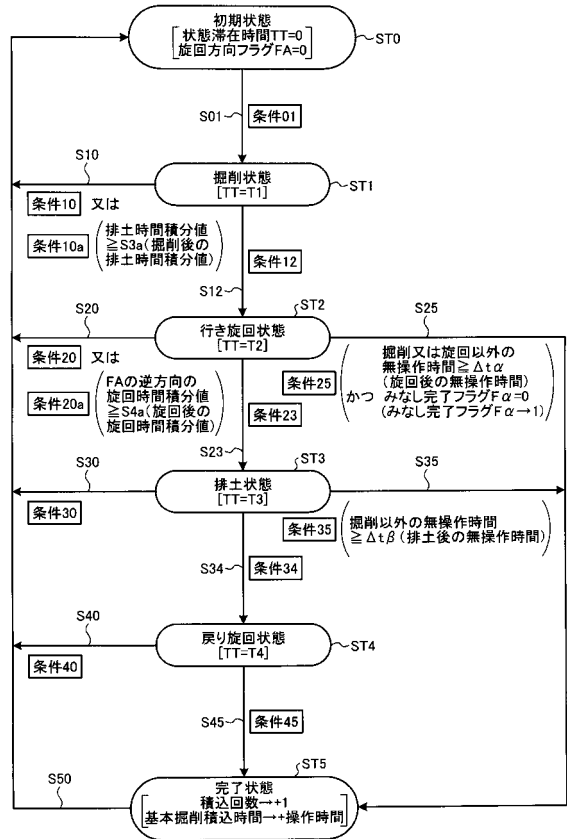 初期状態
状態滞在時間TT=0
旋回方向フラグFA=0
ST0
S01
条件01
S10
掘削状態
[TT=T1]
ST1
条件10 又は
条件10a
排土時間積分値
≧S3a(掘削後の
排土時間積分値)
条件12
S12
S20
行き旋回状態
[TT=T2]
ST2
S25
条件20 又は
条件20a
FAの逆方向の
旋回時間積分値
≧S4a(旋回後の
旋回時間積分値)
条件25
掘削又は旋回以外の
無操作時間≧Δtα
(旋回後の無操作時間)
かつ みなし完了フラグFα=0
(みなし完了フラグFα→1)
条件23
S23
S30
排土状態
[TT=T3]
ST3
S35
条件30
条件35
掘削以外の無操作時間
≧Δtβ(排土後の無操作時間)
S34
条件34
S40
戻り旋回状態
[TT=T4]
ST4
条件40
S45
条件45
S50
完了状態
積込回数→+1
基本掘削積込時間→+操作時間
ST5